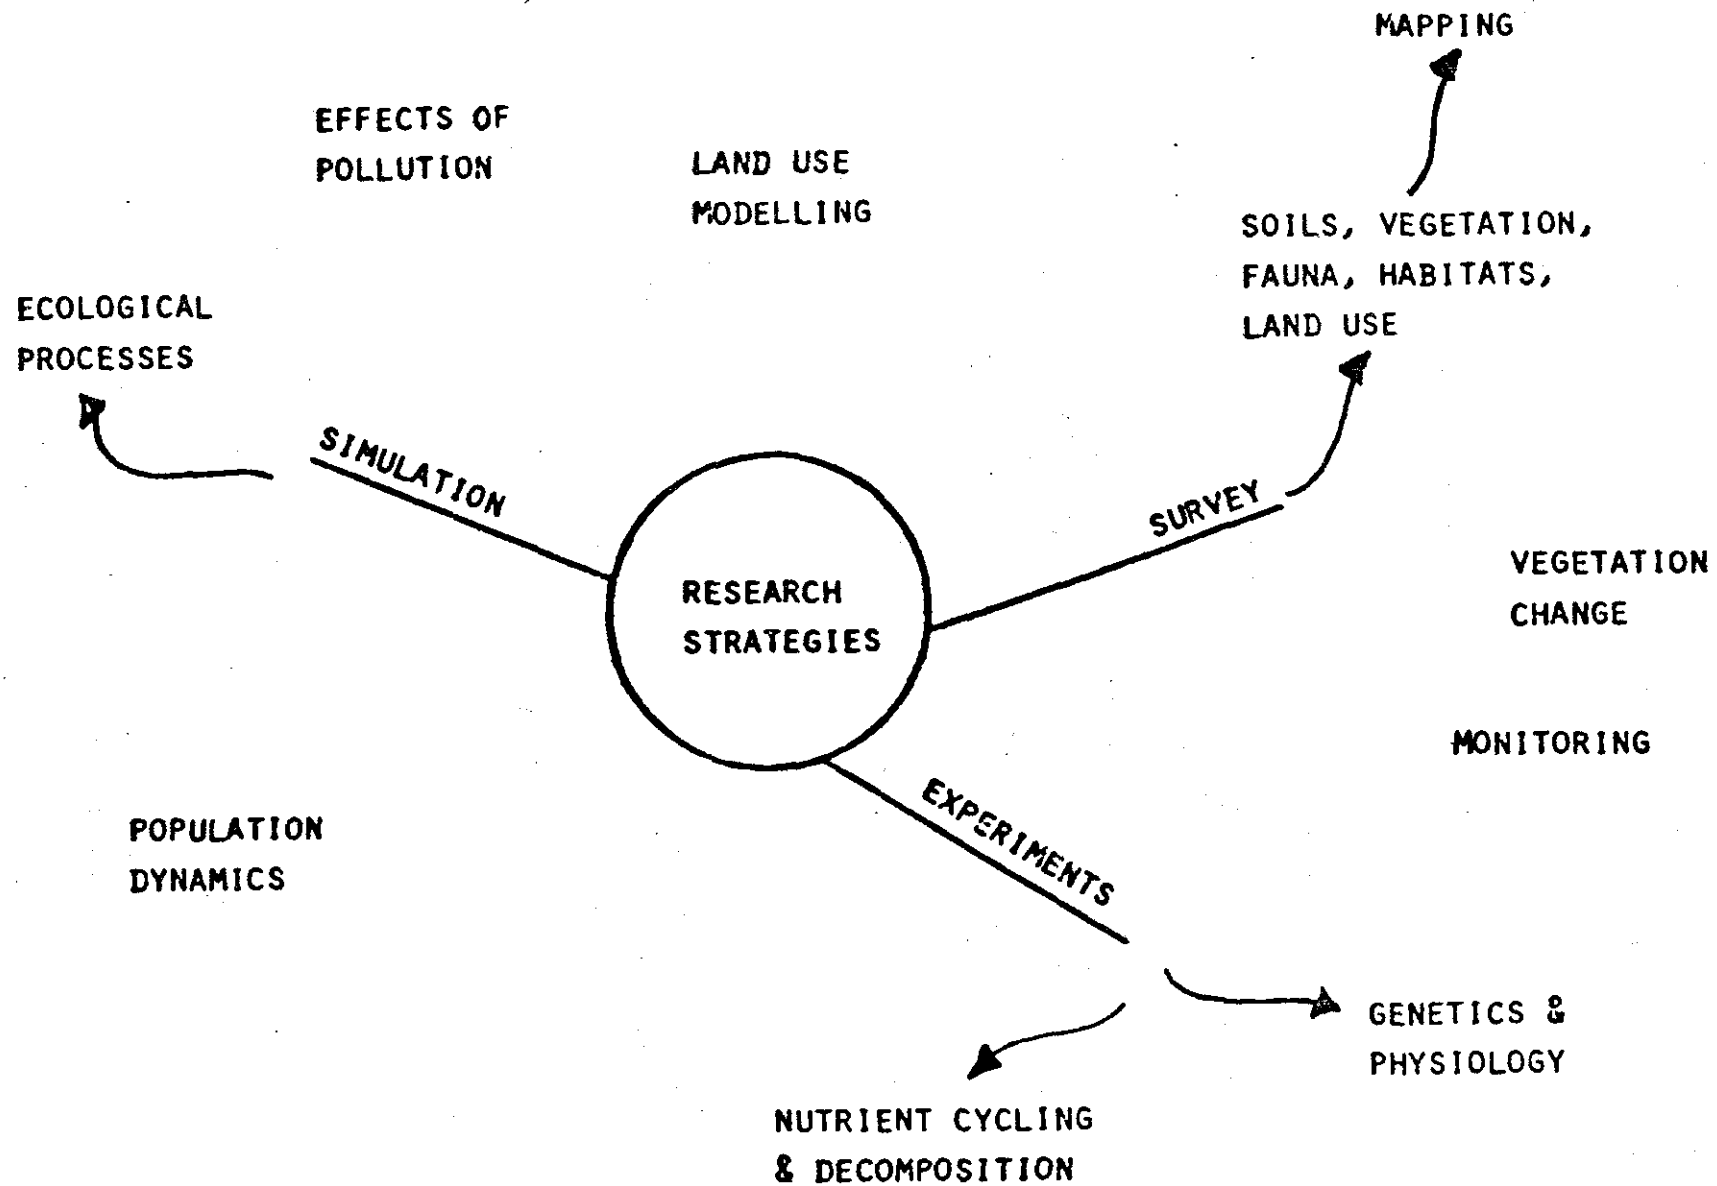 MAPPING
EFFECTS OF
POLLUTION
LAND USE
MODELLING
SOILS, VEGETATION,
FAUNA, HABITATS,
LAND USE
ECOLOGICAL
PROCESSES
SIMULATION
SURVEY
RESEARCH
STRATEGIES
VEGETATION
CHANGE
MONITORING
EXPERIMENTS
POPULATION
DYNAMICS
GENETICS &
PHYSIOLOGY
NUTRIENT CYCLING
& DECOMPOSITION